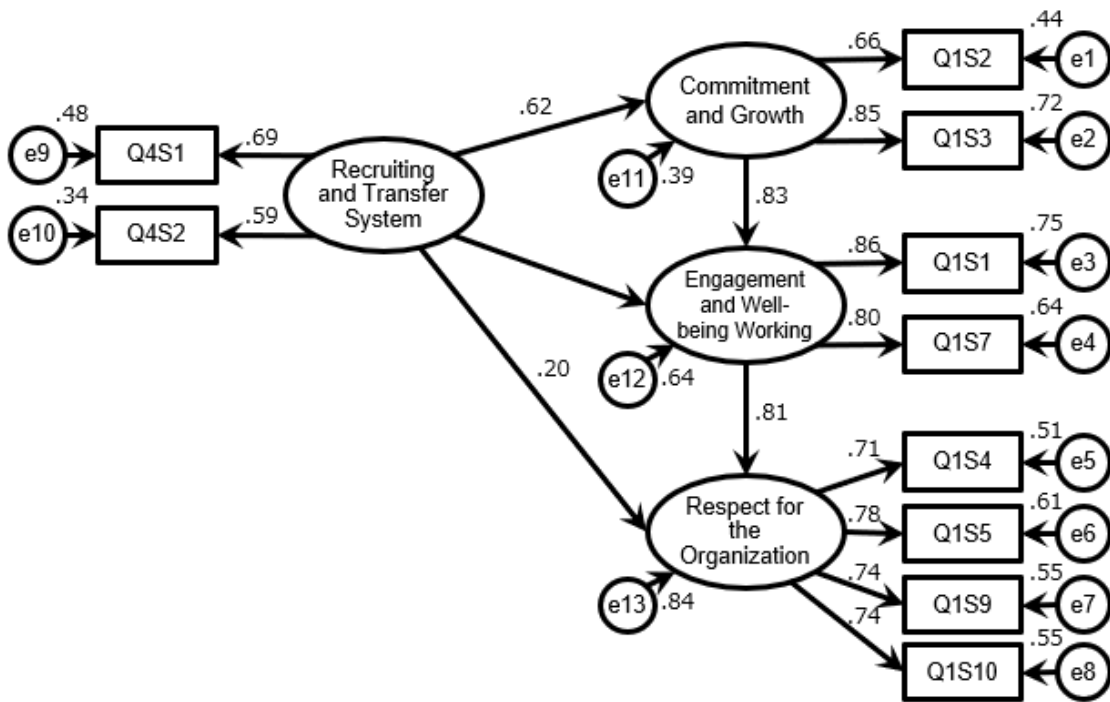 .44
.66
Q1S2
e1
Commitment
and Growth
.62
.72
.85
Q1S3
e2
.48
e9
Q4S1
.69
Recruiting
and Transfer
System
e11
.39
.34
e10
Q4S2
.59
.83
.75
.86
Q1S1
e3
Engagement
and Well-
being Working
.64
.80
Q1S7
e4
.20
e12
.64
.81
.51
.71
Q1S4
e5
Respect for
the
Organization
.61
.78
Q1S5
e6
.55
.74
Q1S9
e7
e13
.84
.74
.55
Q1S10
e8